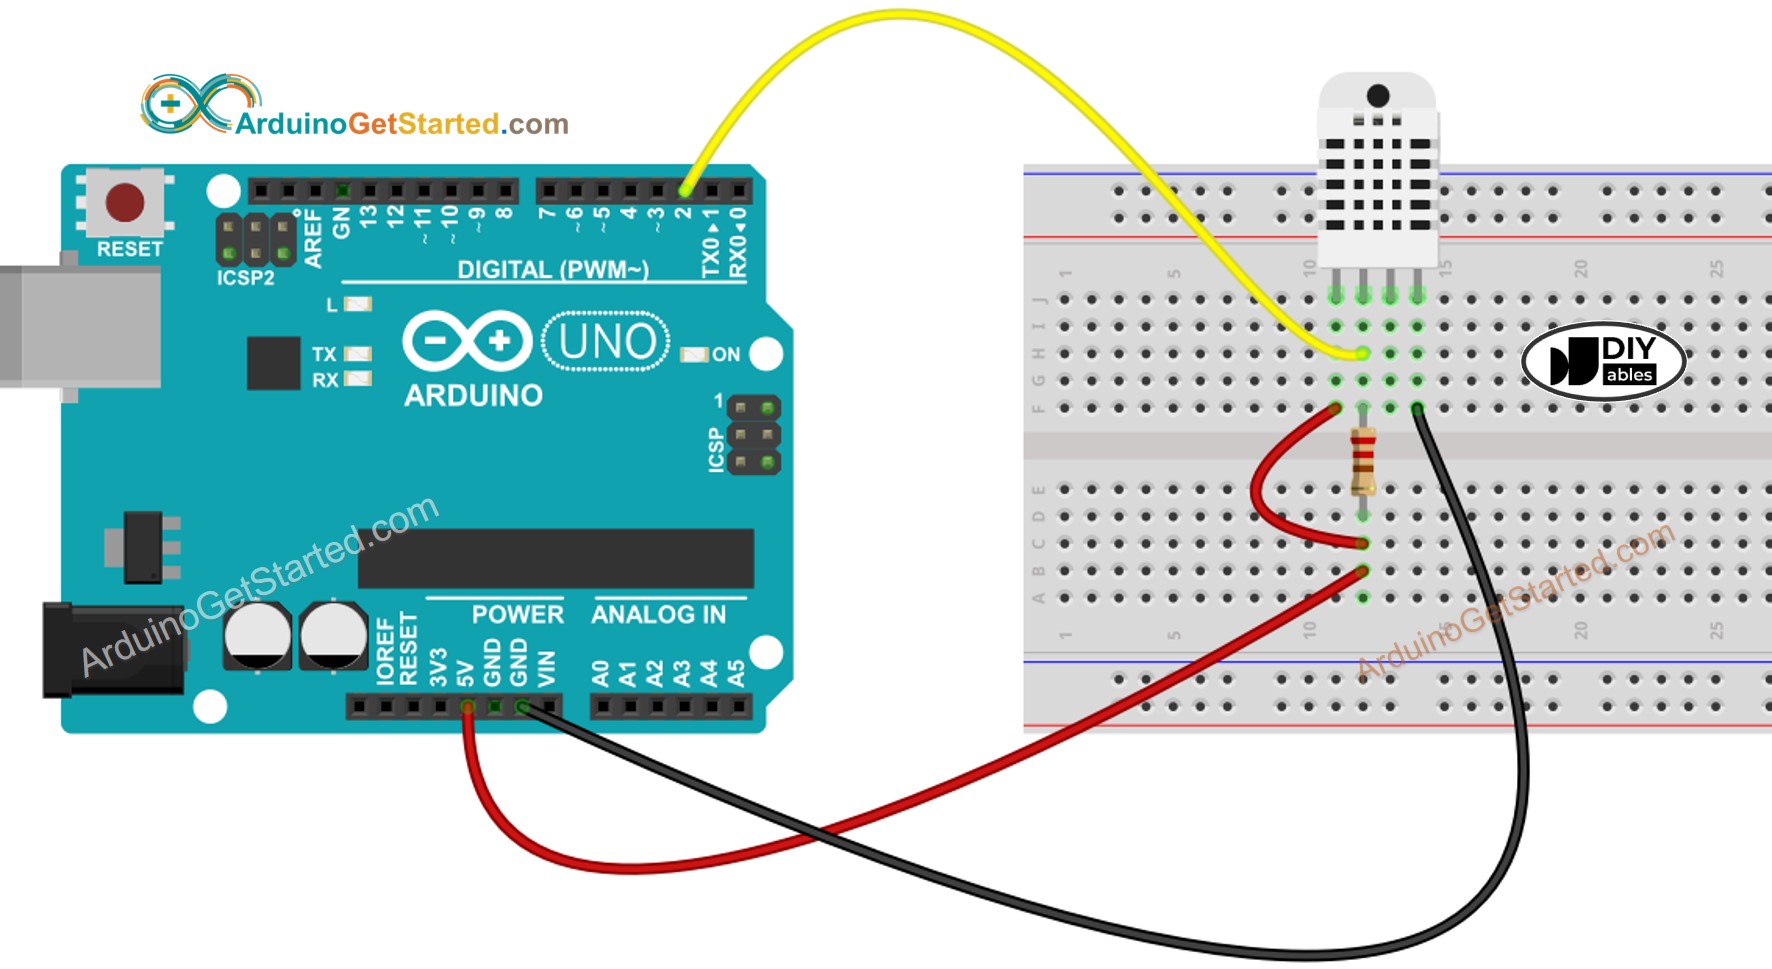 ArduinoGetStarted.com
RESET
ICSP2
AREF
GN
13
12
~11
~10
~9
8
7
~6
~5
4
~3
2
TX0▶1
RX0◀0
DIGITAL (PWM~)
L
TX
RX
UNO
ON
ARDUINO
1
ICSP
ArduinoGetStarted.com
POWER
ANALOG IN
IOREF
RESET
3V3
5V
GND
GND
VIN
A0
A1
A2
A3
A4
A5
1
5
10
15
20
25
J
I
H
G
F
DIY
ables
E
D
C
B
A
ArduinoGetStarted.com
1
5
10
20
25